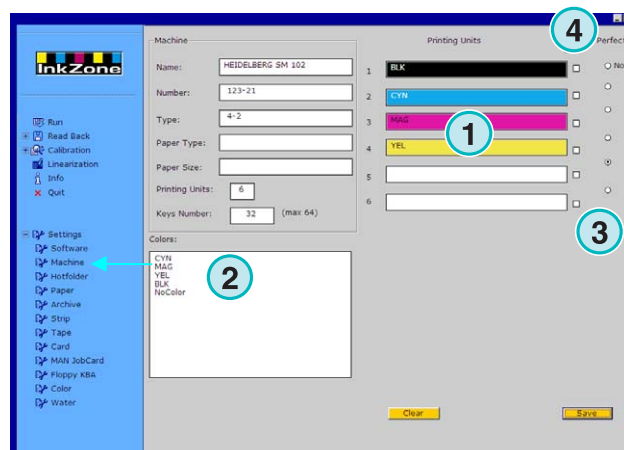 InkZone
Run
Read Back
Calibration
Linearization
Info
Quit
Settings
Software
Machine
Hotfolder
Paper
Archive
Strip
Tape
Card
MAN JobCard
Floppy KBA
Color
Water
Machine
Name: HEIDELBERG SM 102
Number: 123-21
Type: 4-2
Paper Type:
Paper Size:
Printing Units: 6
Keys Number: 32 (max 64)
Colors:
CYN
MAG
YEL
BLK
NoColor
2
Printing Units
1 BLK
2 CYN
3 MAG
4 YEL
5
6
1
Clear
Save
4
Perfect
No
3